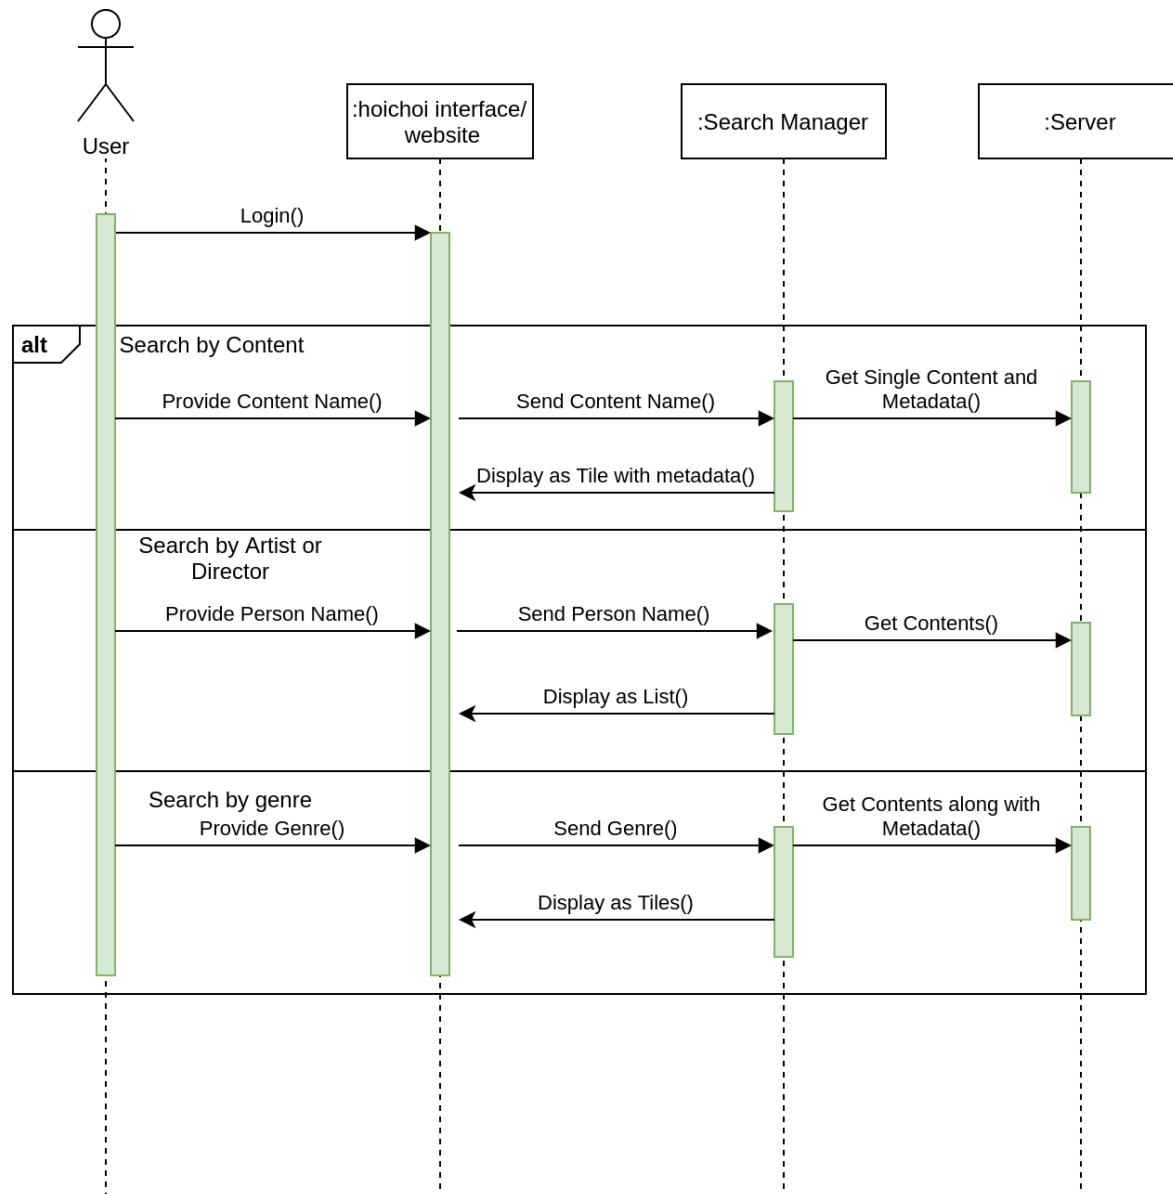 User
:hoichoi interface/
website
:Search Manager
:Server
Login()
alt
Search by Content
Provide Content Name()
Send Content Name()
Get Single Content and
Metadata()
Display as Tile with metadata()
Search by Artist or
Director
Provide Person Name()
Send Person Name()
Get Contents()
Display as List()
Search by genre
Provide Genre()
Send Genre()
Get Contents along with
Metadata()
Display as Tiles()